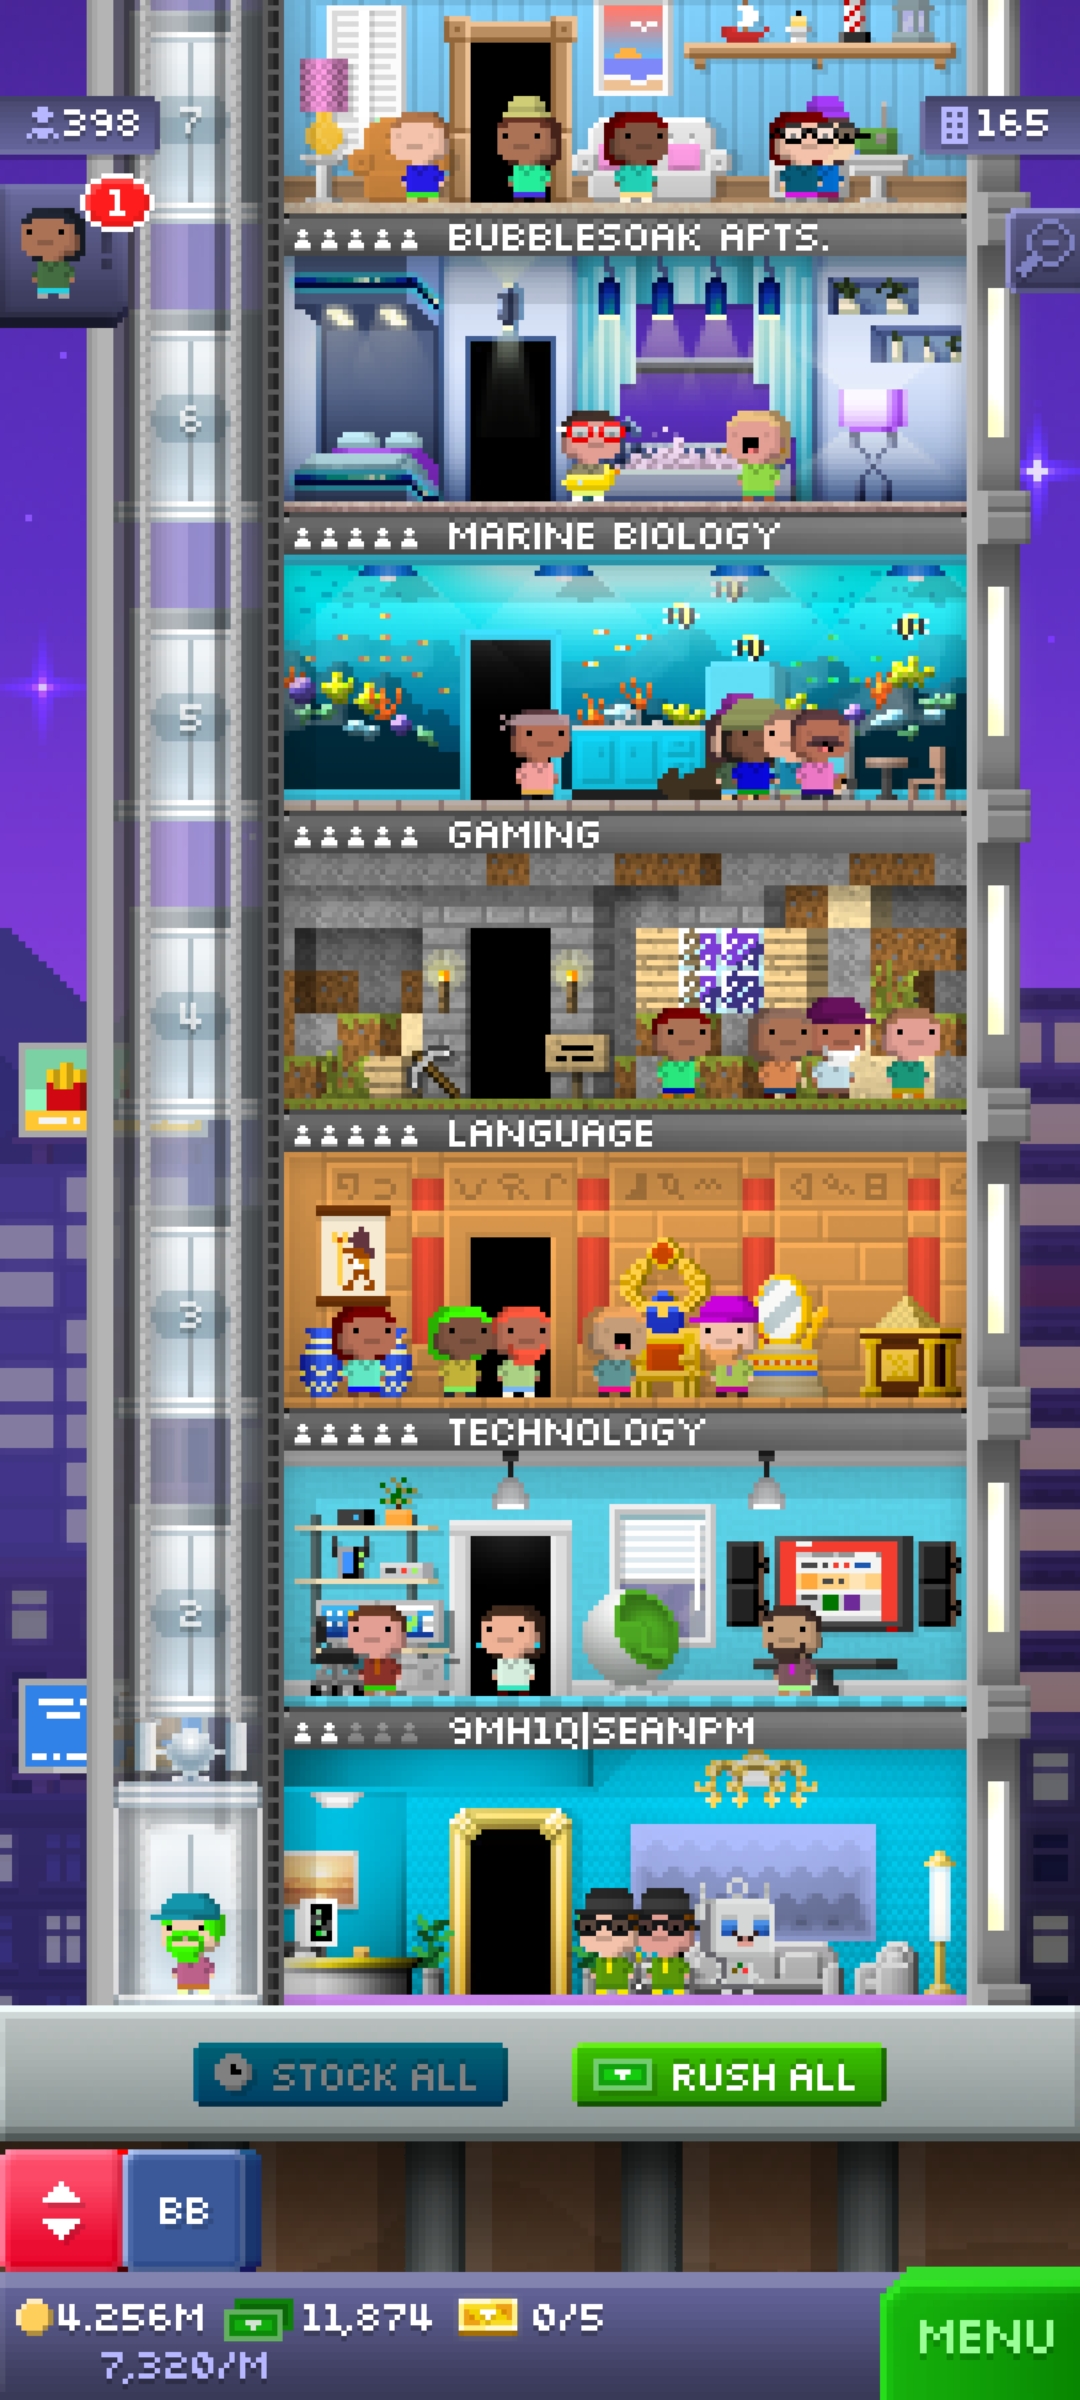 7
398
165
1
BUBBLESOAK APTS.
6
MARINE BIOLOGY
5
GAMING
4
LANGUAGE
3
TECHNOLOGY
2
9MH1Q|SEANPM
STOCK ALL
RUSH ALL
BB
4.256M
11,874
0/5
7,320/M
MENU